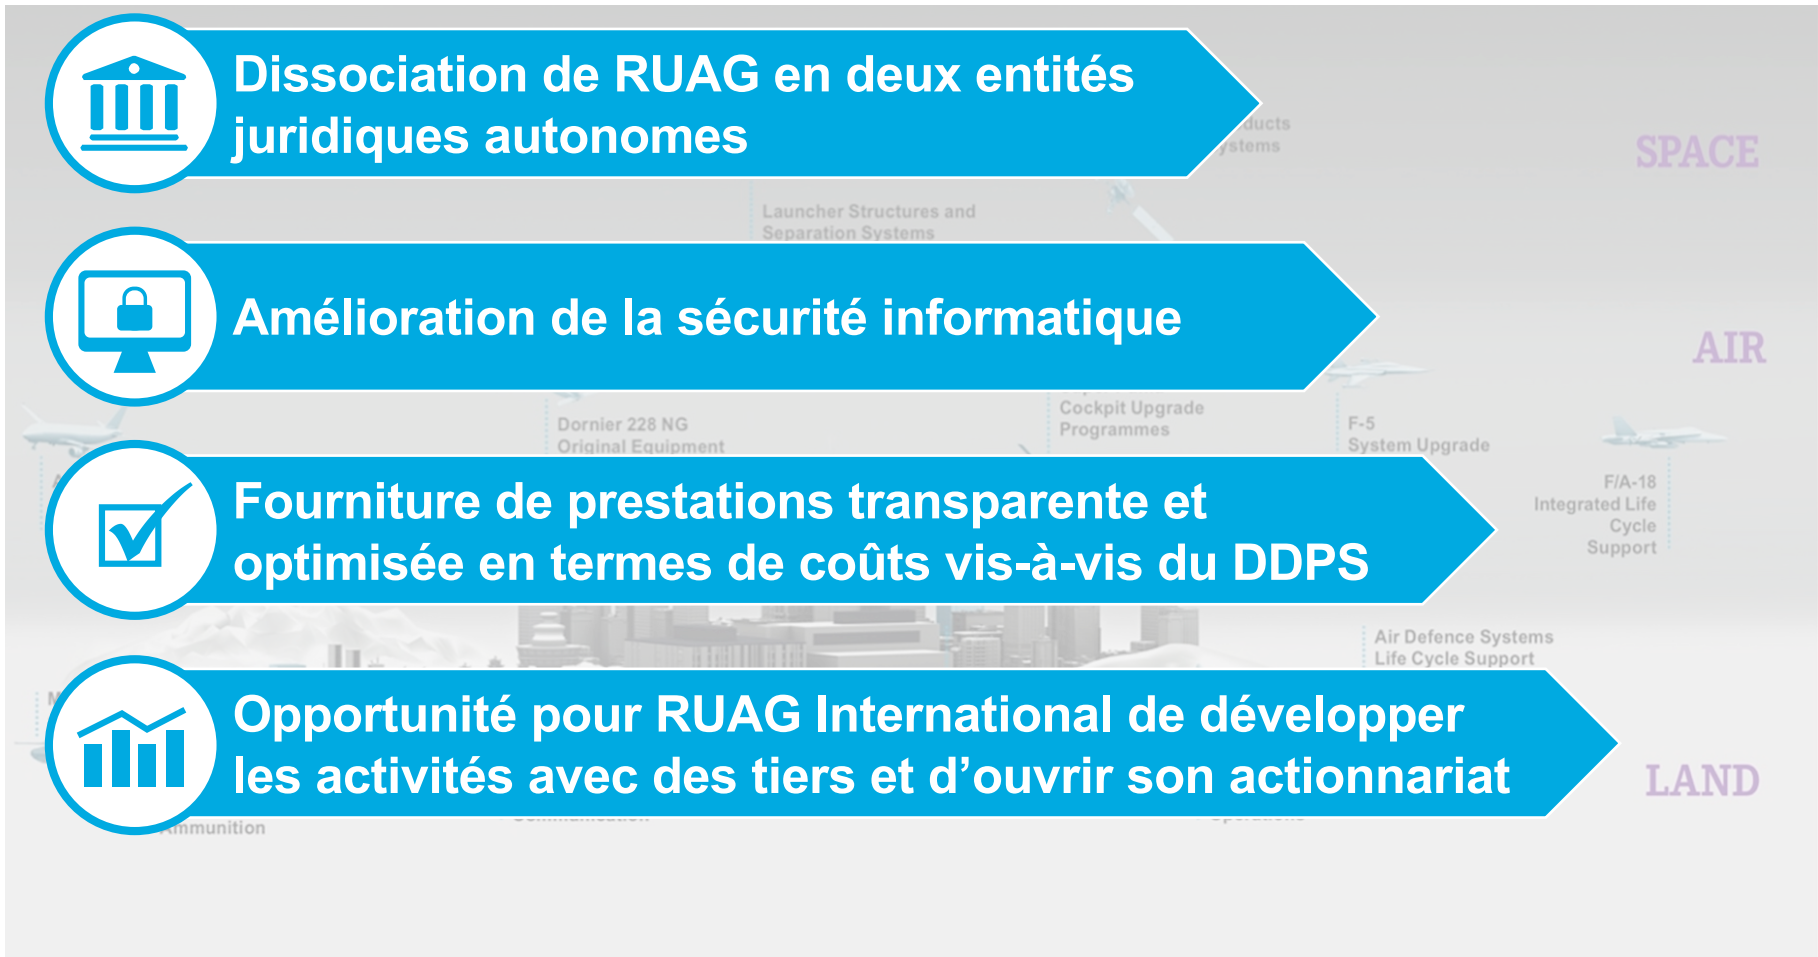 Dissociation de RUAG en deux entités
juridiques autonomes
SPACE
Launcher Structures and
Separation Systems
Amélioration de la sécurité informatique
AIR
Cockpit Upgrade
Programmes
Dornier 228 NG
Original Equipment
F-5
System Upgrade
F/A-18
Integrated Life
Cycle
Support
Fourniture de prestations transparente et
optimisée en termes de coûts vis-à-vis du DDPS
Air Defence Systems
Life Cycle Support
Opportunité pour RUAG International de développer
les activités avec des tiers et d’ouvrir son actionnariat
LAND
Ammunition